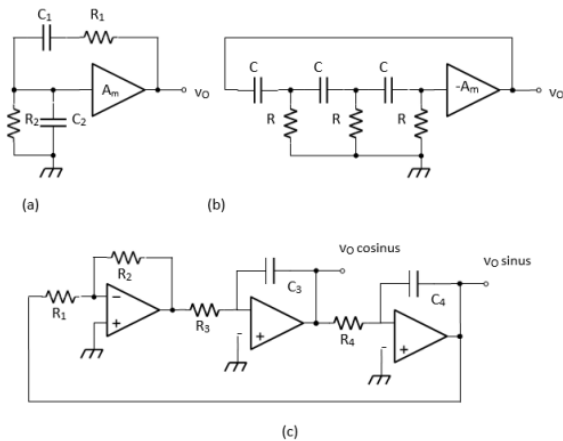 C1 R1
Am
vO
R2
C2
(a)
C C C
-Am
vO
R R R
(b)
vO cosinus
vO sinus
R2
C3
C4
R1
-
+
R3
-
+
R4
-
+
(c)